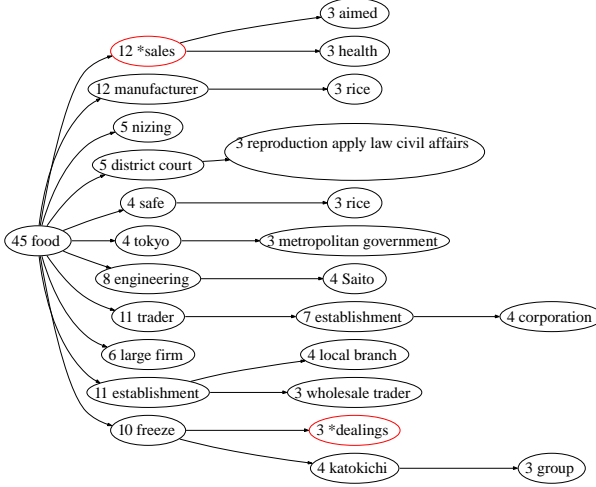 3 aimed
12 *sales
3 health
12 manufacturer
3 rice
5 nizing
3 reproduction apply law civil affairs
5 district court
4 safe
3 rice
45 food
4 tokyo
3 metropolitan government
8 engineering
4 Saito
11 trader
7 establishment
4 corporation
6 large firm
4 local branch
11 establishment
3 wholesale trader
10 freeze
3 *dealings
4 katokichi
3 group